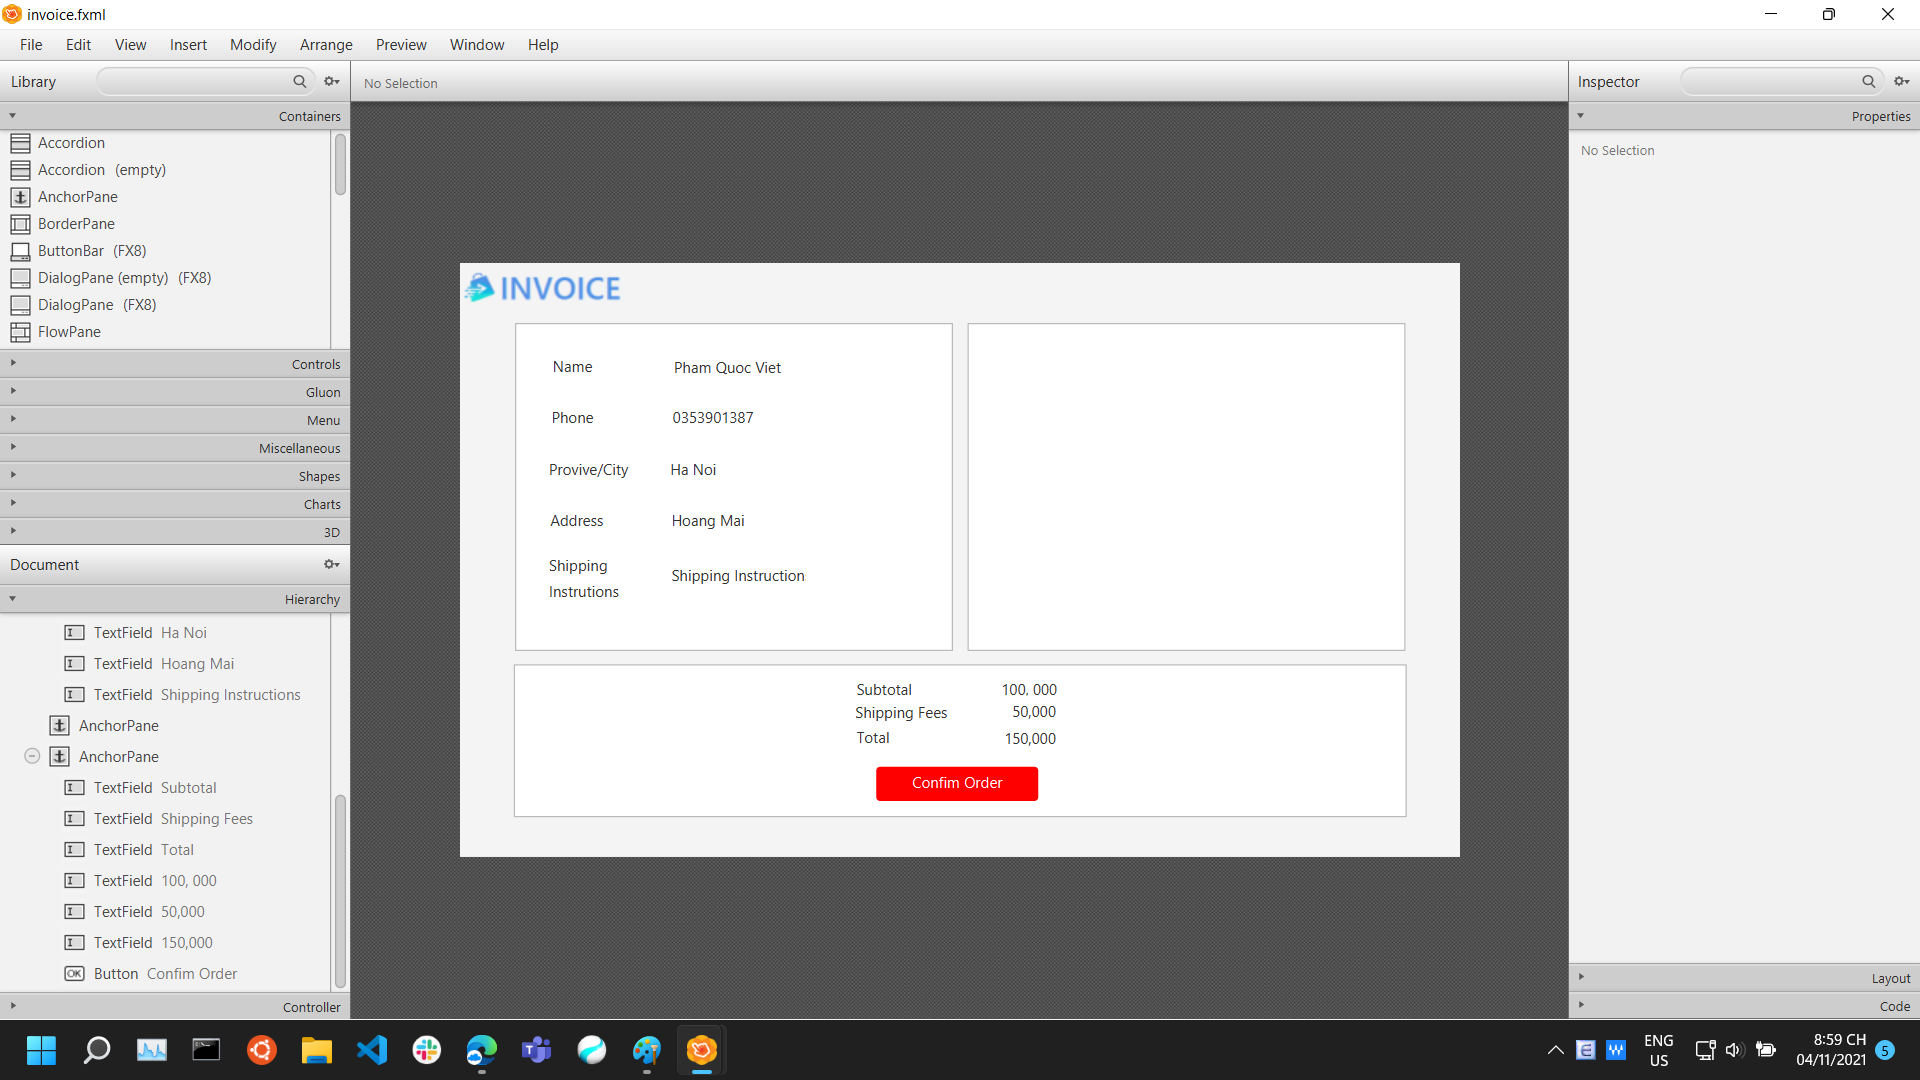 invoice.fxml
File Edit View Insert Modify Arrange Preview Window Help
Library
No Selection
Inspector
Containers
Properties
Accordion
Accordion (empty)
AnchorPane
BorderPane
ButtonBar (FX8)
DialogPane (empty) (FX8)
DialogPane (FX8)
FlowPane
Controls
Gluon
Menu
Miscellaneous
Shapes
Charts
3D
Document
Hierarchy
TextField Ha Noi
TextField Hoang Mai
TextField Shipping Instructions
AnchorPane
AnchorPane
TextField Subtotal
TextField Shipping Fees
TextField Total
TextField 100, 000
TextField 50,000
TextField 150,000
OK Button Confim Order
Controller
INVOICE
Name Pham Quoc Viet
Phone 0353901387
Provive/City Ha Noi
Address Hoang Mai
Shipping
Instrutions
Shipping Instruction
Subtotal 100, 000
Shipping Fees 50,000
Total 150,000
Confim Order
No Selection
Layout
Code
ENG
US
8:59 CH
04/11/2021
5